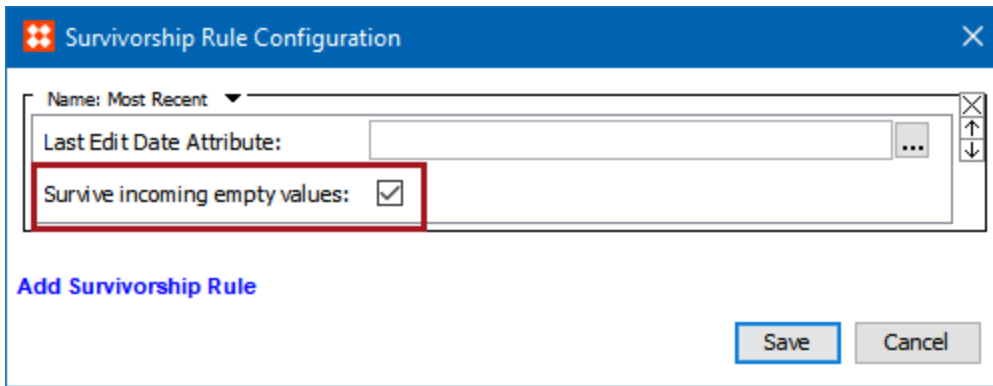 Survivorship Rule Configuration
Name: Most Recent
Last Edit Date Attribute:
...
Survive incoming empty values:
Add Survivorship Rule
Save Cancel